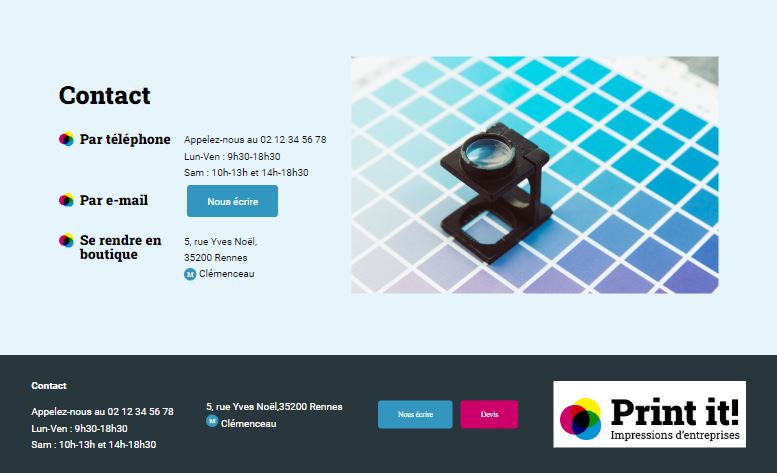 Contact
Par téléphone
Appelez-nous au 02 12 34 56 78
Lun-Ven : 9h30-18h30
Sam : 10h-13h et 14h-18h30
Par e-mail
Nous écrire
Se rendre en
boutique
5, rue Yves Noël,
35200 Rennes
M Clémenceau
Contact
Appelez-nous au 02 12 34 56 78
Lun-Ven : 9h30-18h30
Sam : 10h-13h et 14h-18h30
5, rue Yves Noël,35200 Rennes
M Clémenceau
Nous écrire
Devis
Print it!
Impressions d'entreprises